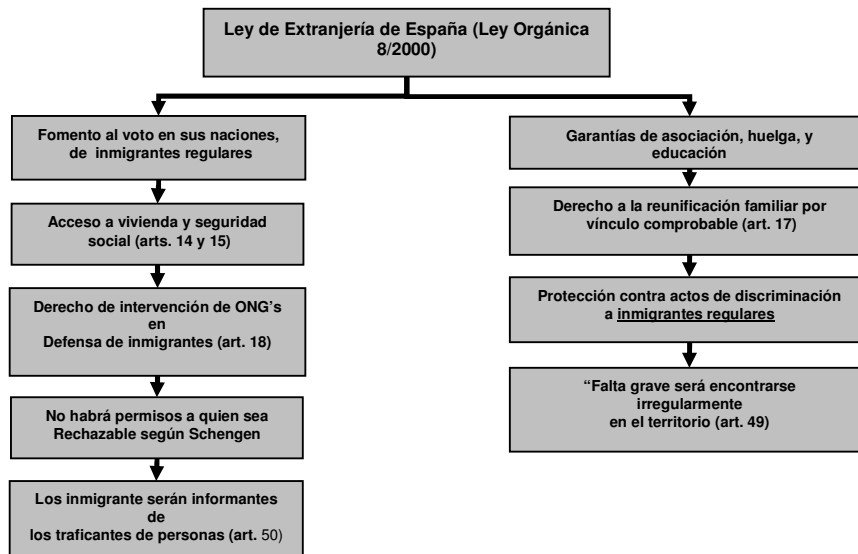 Ley de Extranjería de España (Ley Orgánica
8/2000)
Fomento al voto en sus naciones,
de inmigrantes regulares
Acceso a vivienda y seguridad
social (arts. 14 y 15)
Derecho de intervención de ONG's
en
Defensa de inmigrantes (art. 18)
No habrá permisos a quien sea
Rechazable según Schengen
Los inmigrante serán informantes
de
los traficantes de personas (art. 50)
Garantías de asociación, huelga, y
educación
Derecho a la reunificación familiar por
vínculo comprobable (art. 17)
Protección contra actos de discriminación
a inmigrantes regulares
“Falta grave será encontrarse
irregularmente
en el territorio (art. 49)